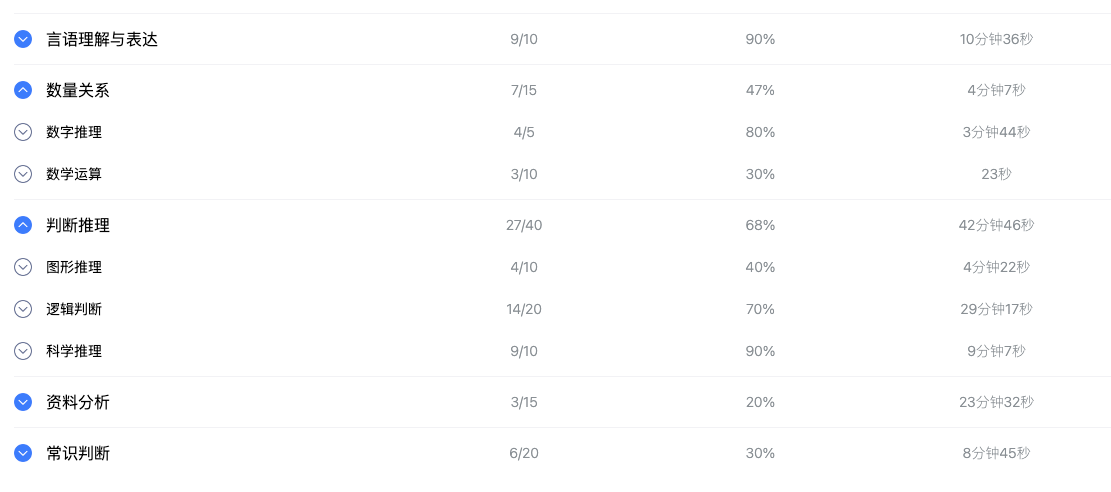 言语理解与表达 9/10 90% 10分钟36秒
数量关系 7/15 47% 4分钟7秒
数字推理 4/5 80% 3分钟44秒
数学运算 3/10 30% 23秒
判断推理 27/40 68% 42分钟46秒
图形推理 4/10 40% 4分钟22秒
逻辑判断 14/20 70% 29分钟17秒
科学推理 9/10 90% 9分钟7秒
资料分析 3/15 20% 23分钟32秒
常识判断 6/20 30% 8分钟45秒